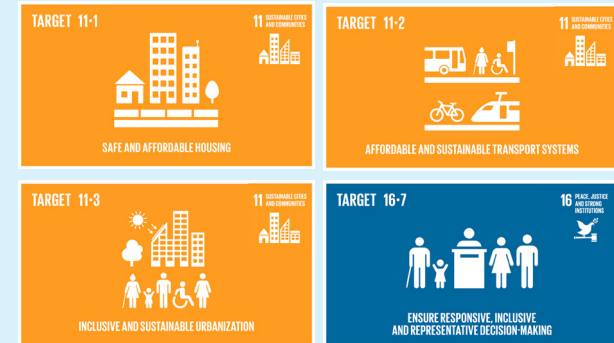 TARGET 11·1
11 SUSTAINABLE CITIES
AND COMMUNITIES
SAFE AND AFFORDABLE HOUSING
TARGET 11·2
11 SUSTAINABLE CITIES
AND COMMUNITIES
AFFORDABLE AND SUSTAINABLE TRANSPORT SYSTEMS
TARGET 11·3
11 SUSTAINABLE CITIES
AND COMMUNITIES
INCLUSIVE AND SUSTAINABLE URBANIZATION
TARGET 16·7
16 PEACE, JUSTICE
AND STRONG
INSTITUTIONS
ENSURE RESPONSIVE, INCLUSIVE
AND REPRESENTATIVE DECISION-MAKING